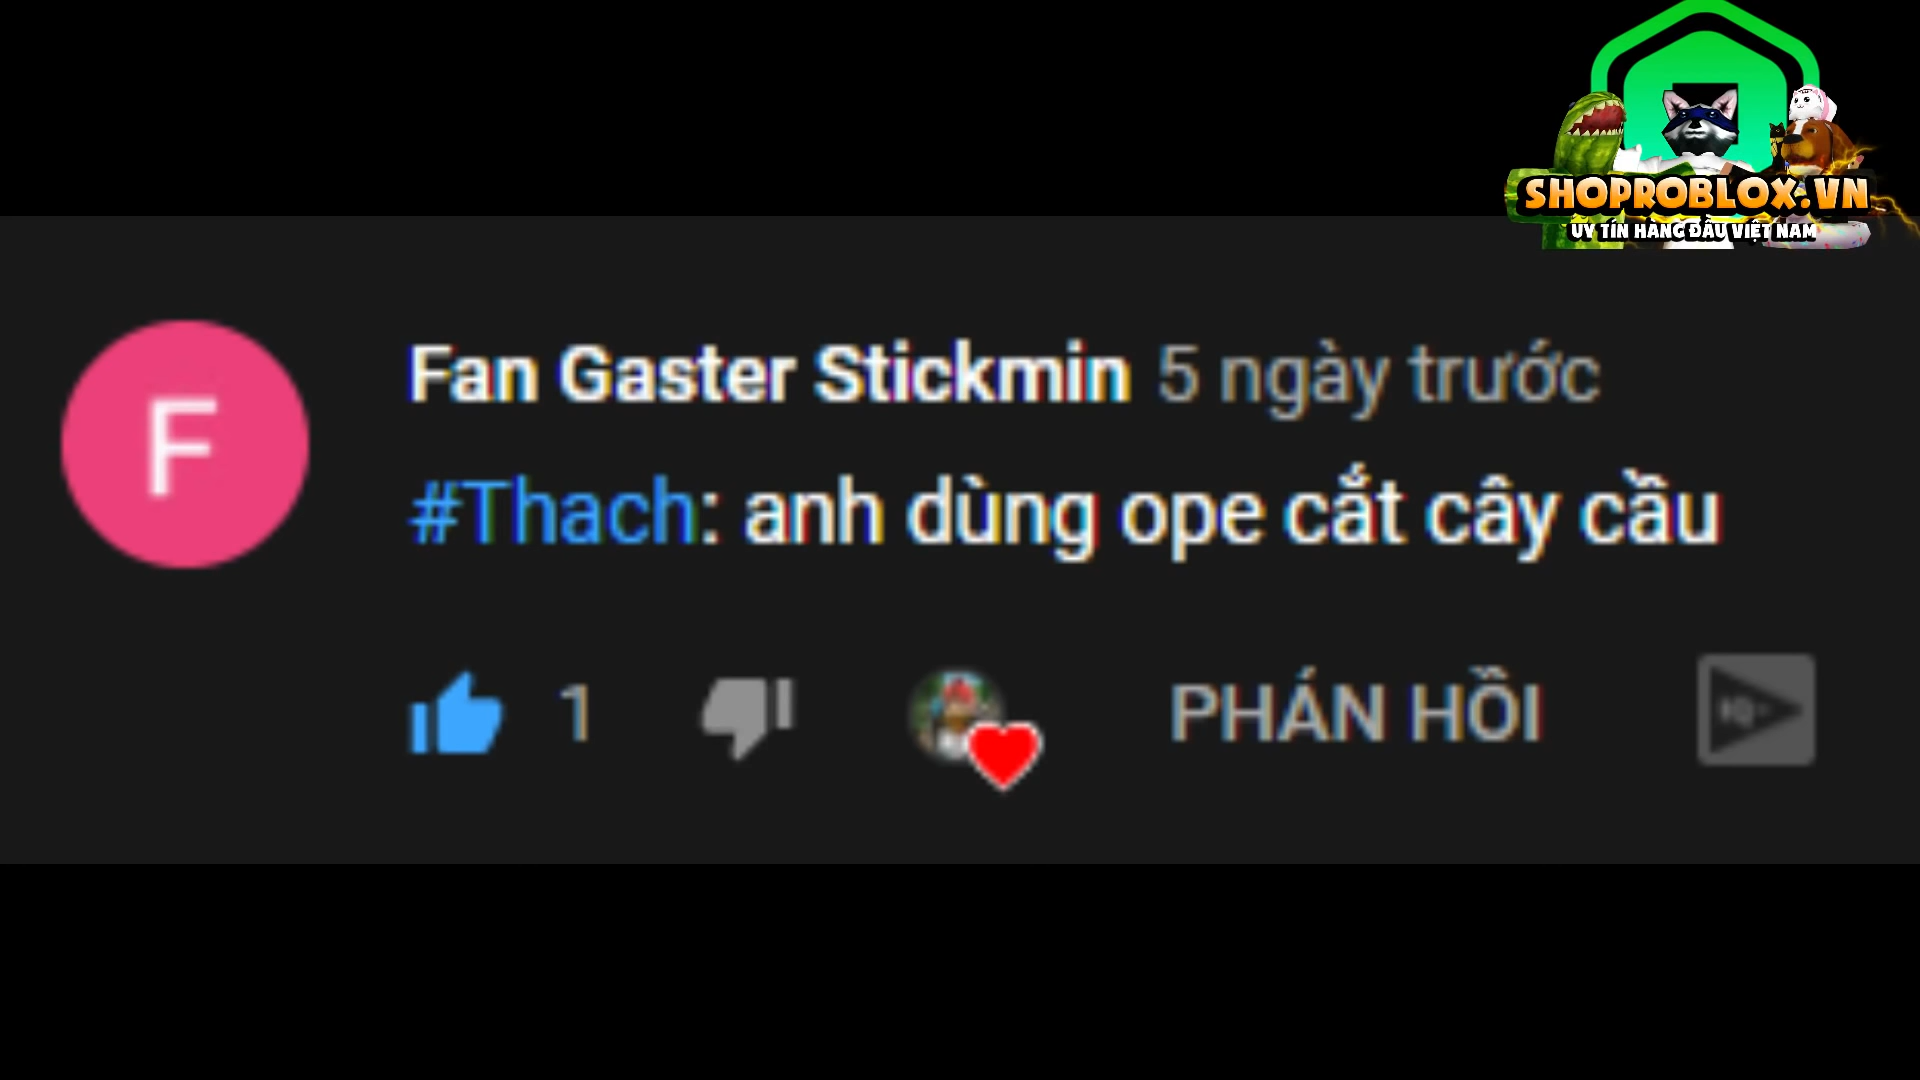 SHOPROBLOX.VN
UY TÍN HÀNG ĐẦU VIỆT NAM
F
Fan Gaster Stickmin 5 ngày trước
#Thach: anh dùng ope cắt cây cầu
1
PHẢN HỒI